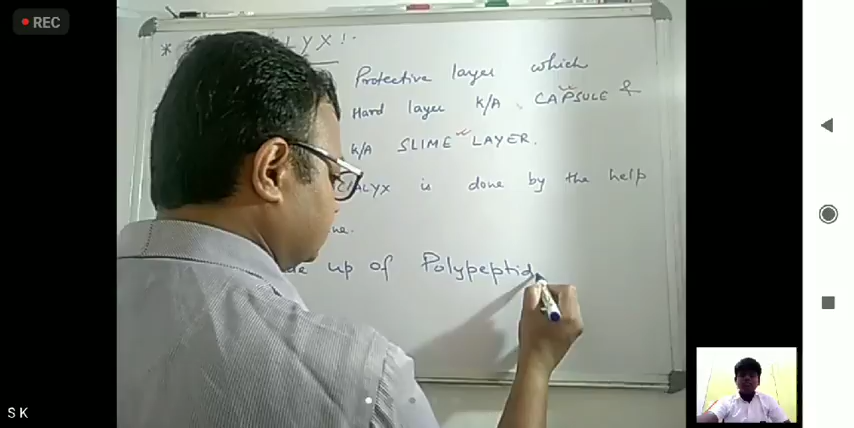 REC
* LYX!.
Protective layer which
Hard layer K/A CAPSULE &
K/A SLIME LAYER.
CALYX is done by the help
ne.
de up of Polypeptid
S K